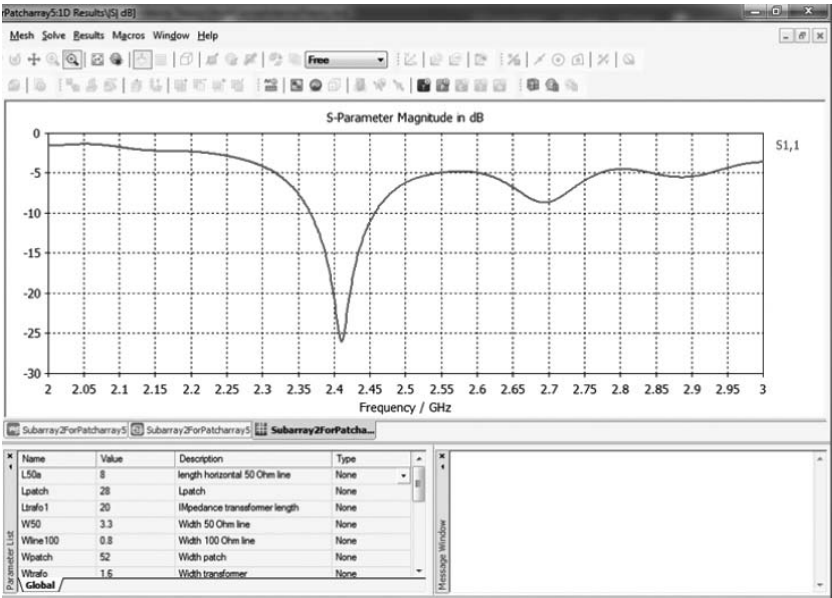 rPatcharray5:1D Results\|S| dB]
Mesh Solve Results Macros Window Help
Free
S-Parameter Magnitude in dB
S1,1
0
-5
-10
-15
-20
-25
-30
2 2.05 2.1 2.15 2.2 2.25 2.3 2.35 2.4 2.45 2.5 2.55 2.6 2.65 2.7 2.75 2.8 2.85 2.9 2.95 3
Frequency / GHz
Subarray2ForPatcharray5 Subarray2ForPatcharray5 Subarray2ForPatcha...
Name Value Description Type
L50a 8 length horizontal 50 Ohm line None
Lpatch 28 Lpatch None
Ltrafo1 20 IMpedance transsformer length None
W50 3.3 Width 50 Ohm line None
Wline100 0.8 Width 100 Ohm line None
Wpatch 52 Width patch None
Wtrafo 1.6 Width transformer None
Global
Parameter List
Message Window